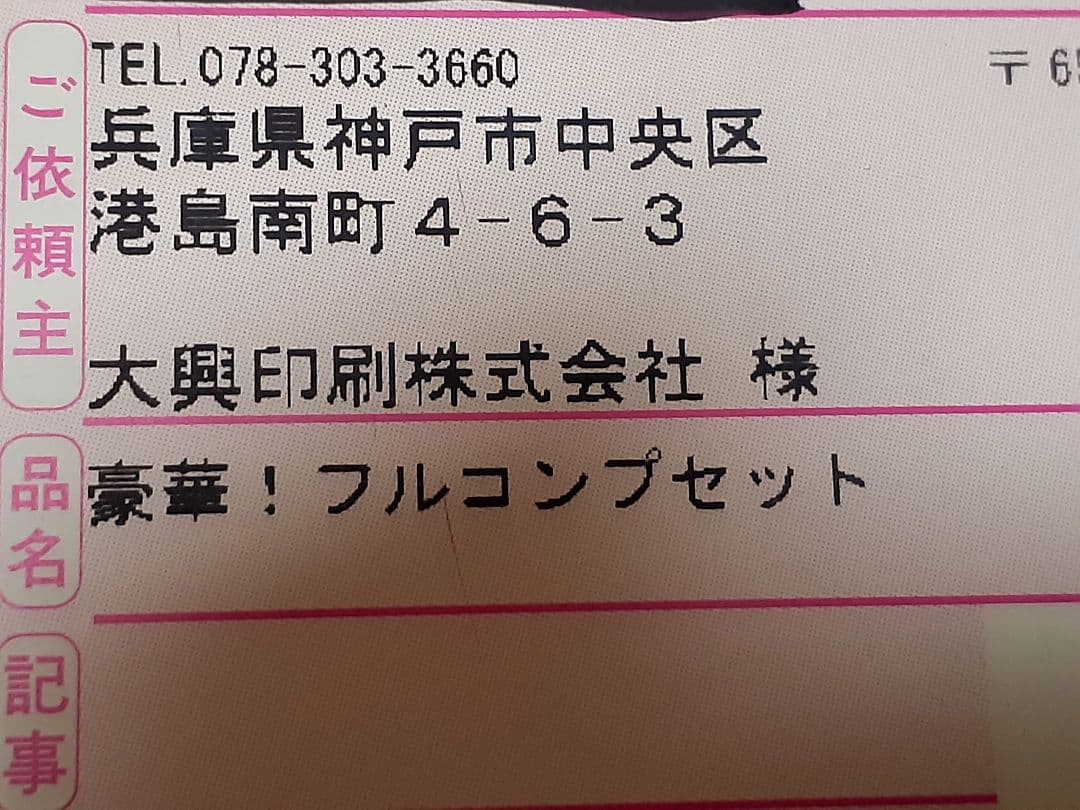 ご依頼主
TEL.078-303-3660
〒65
兵庫県神戸市中央区
港島南町4-6-3
大興印刷株式会社 様
品名
豪華!フルコンプセット
記事